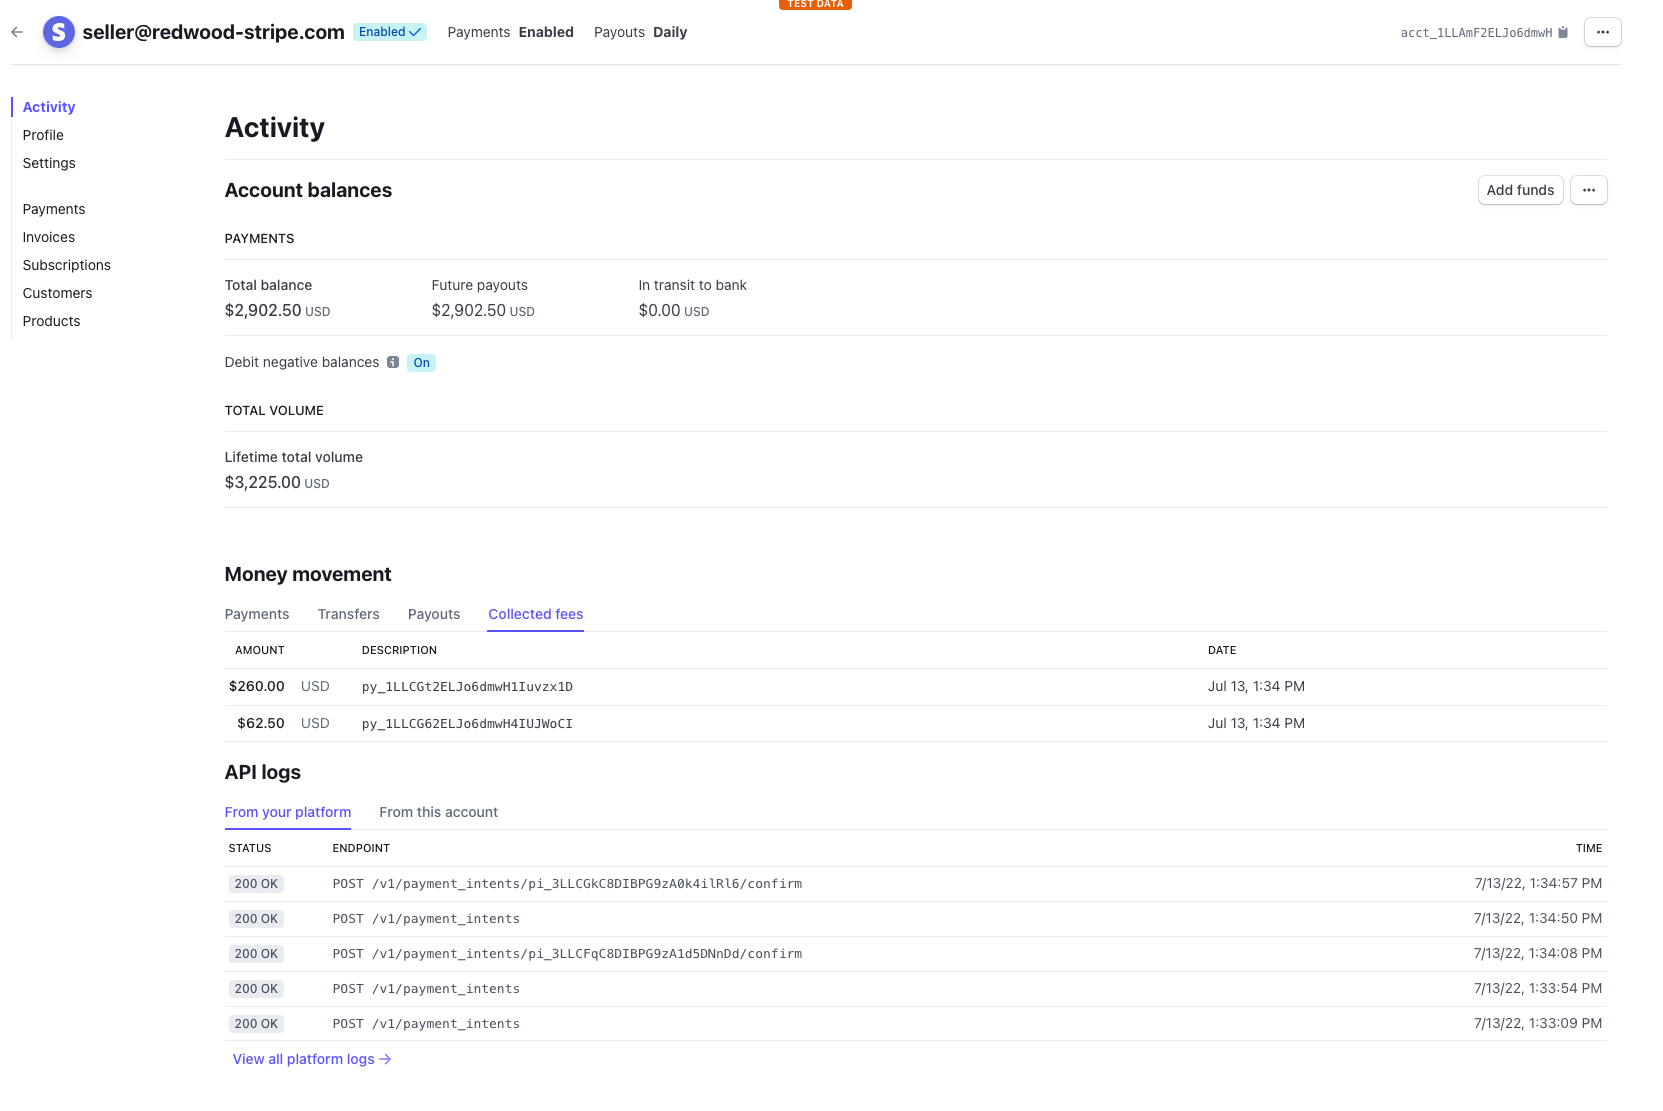 TEST DATA
S seller@redwood-stripe.com Enabled Payments Enabled Payouts Daily acct_1LLAmF2ELJo6dmwH
Activity
Profile
Settings
Payments
Invoices
Subscriptions
Customers
Products
Activity
Account balances Add funds
PAYMENTS
Total balance Future payouts In transit to bank
$2,902.50 USD $2,902.50 USD $0.00 USD
Debit negative balances On
TOTAL VOLUME
Lifetime total volume
$3,225.00 USD
Money movement
Payments Transfers Payouts Collected fees
AMOUNT DESCRIPTION DATE
$260.00 USD py_1LLCGt2ELJo6dmwH1Iuvzx1D Jul 13, 1:34 PM
$62.50 USD py_1LLCG62ELJo6dmwH4IUJWoCI Jul 13, 1:34 PM
API logs
From your platform From this account
STATUS ENDPOINT TIME
200 OK POST /v1/payment_intents/pi_3LLCGkC8DIBPG9zA0k4ilRl6/confirm 7/13/22, 1:34:57 PM
200 OK POST /v1/payment_intents 7/13/22, 1:34:50 PM
200 OK POST /v1/payment_intents/pi_3LLCFqC8DIBPG9zA1d5DNnDd/confirm 7/13/22, 1:34:08 PM
200 OK POST /v1/payment_intents 7/13/22, 1:33:54 PM
200 OK POST /v1/payment_intents 7/13/22, 1:33:09 PM
View all platform logs →